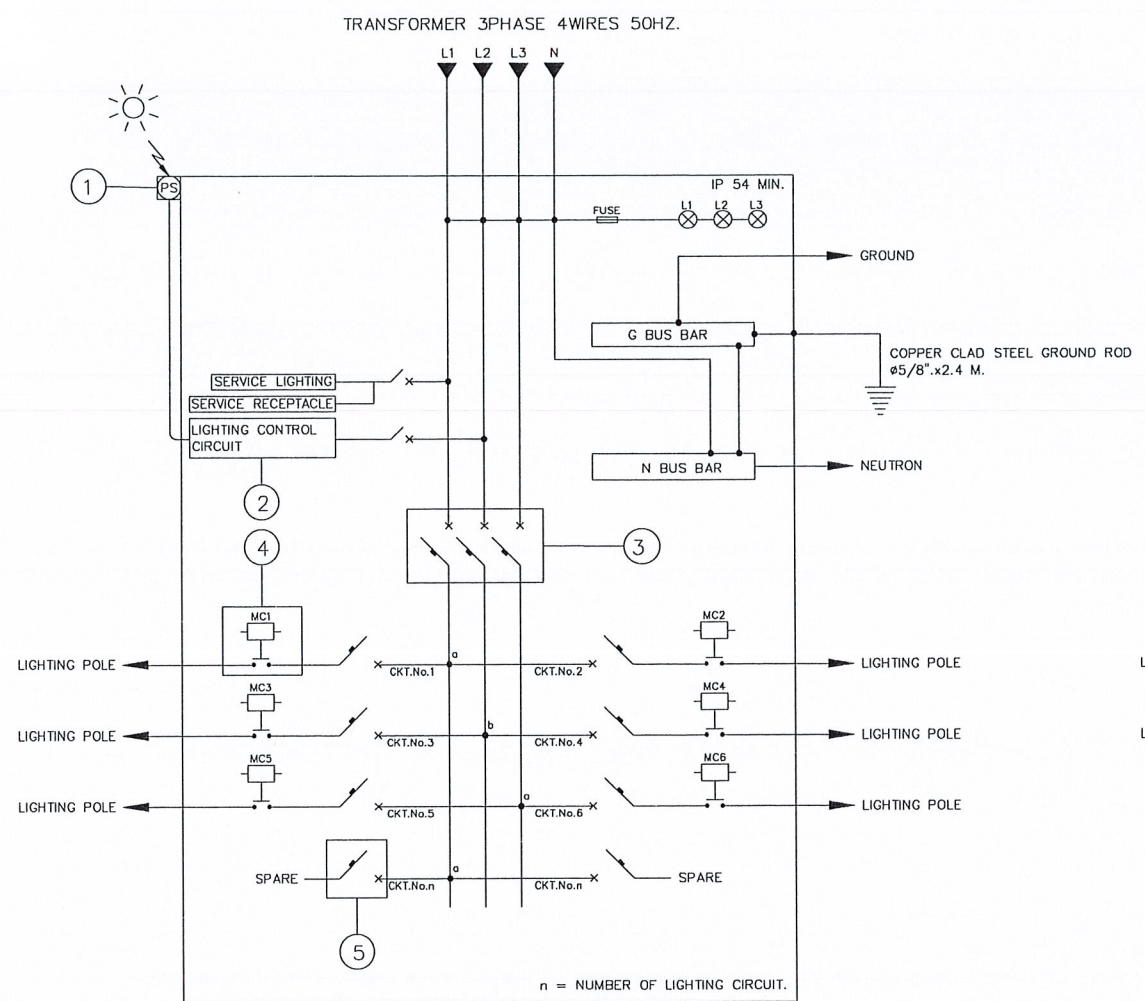 TRANSFORMER 3PHASE 4WIRES 50HZ.
L1 L2 L3 N
1
PS
IP 54 MIN.
FUSE
L1 L2 L3
GROUND
G BUS BAR
COPPER CLAD STEEL GROUND ROD
ø5/8".x2.4 M.
SERVICE LIGHTING
SERVICE RECEPTACLE
LIGHTING CONTROL
CIRCUIT
N BUS BAR
NEUTRON
2
3
4
MC1
MC2
LIGHTING POLE
CKT.No.1
a
CKT.No.2
LIGHTING POLE
L
MC3
MC4
LIGHTING POLE
CKT.No.3
b
CKT.No.4
LIGHTING POLE
L
MC5
MC6
LIGHTING POLE
CKT.No.5
a
CKT.No.6
LIGHTING POLE
SPARE
CKT.No.n
a
CKT.No.n
SPARE
5
n = NUMBER OF LIGHTING CIRCUIT.